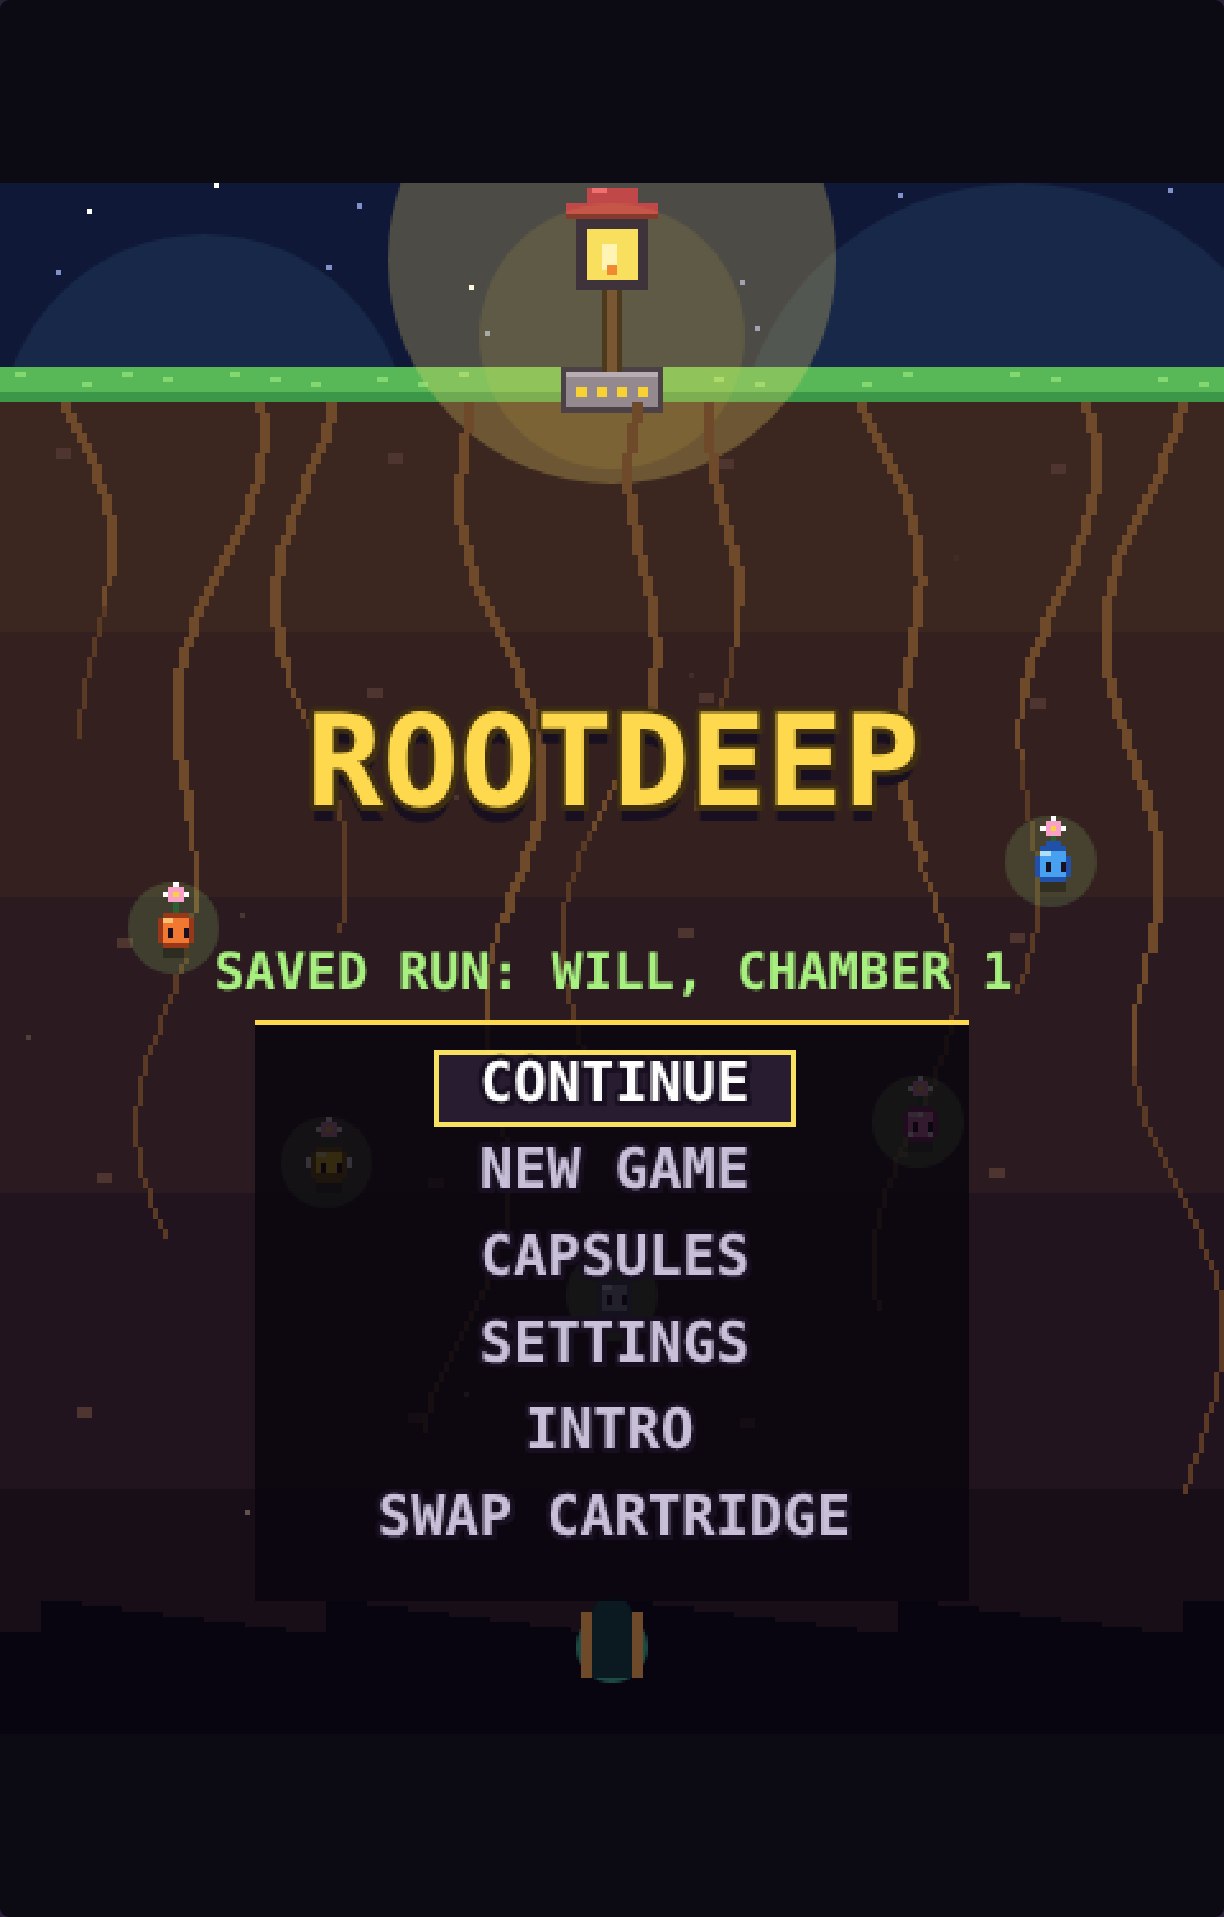 ROOTDEEP
SAVED RUN: WILL, CHAMBER 1
CONTINUE
NEW GAME
CAPSULES
SETTINGS
INTRO
SWAP CARTRIDGE